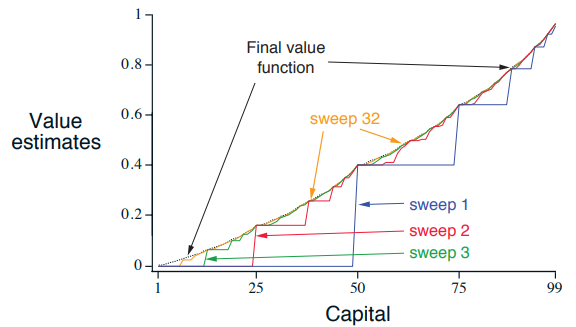 1
0.8
0.6
0.4
0.2
0
Value
estimates
Final value
function
sweep 32
sweep 1
sweep 2
sweep 3
1
25
50
75
99
Capital